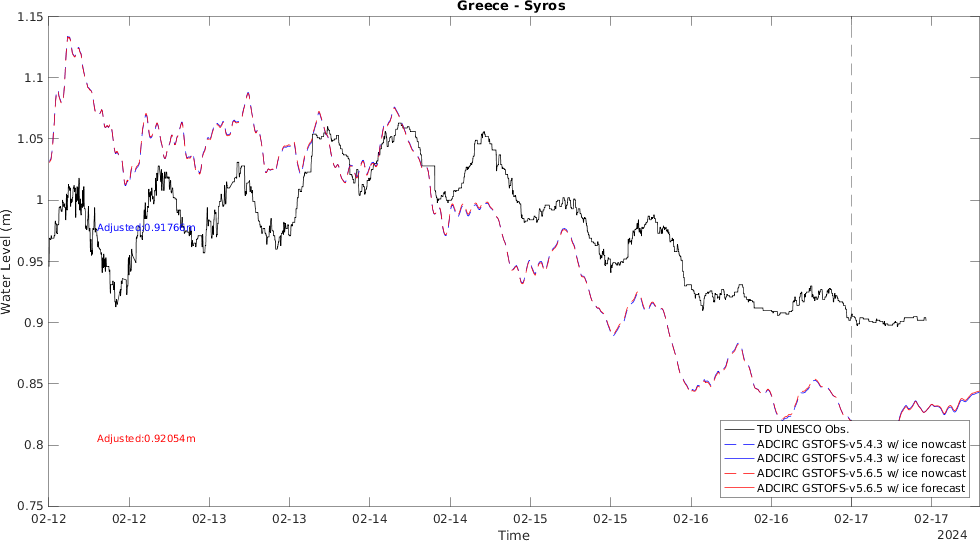 Greece - Syros
1.15
1.1
1.05
1
0.95
0.9
0.85
0.8
0.75
Water Level (m)
Adjusted:0.91766m
Adjusted:0.92054m
TD UNESCO Obs.
ADCIRC GSTOFS-v5.4.3 w/ ice nowcast
ADCIRC GSTOFS-v5.4.3 w/ ice forecast
ADCIRC GSTOFS-v5.6.5 w/ ice nowcast
ADCIRC GSTOFS-v5.6.5 w/ ice forecast
02-12 02-12 02-13 02-13 02-14 02-14 02-15 02-15 02-16 02-16 02-17 02-17
Time
2024